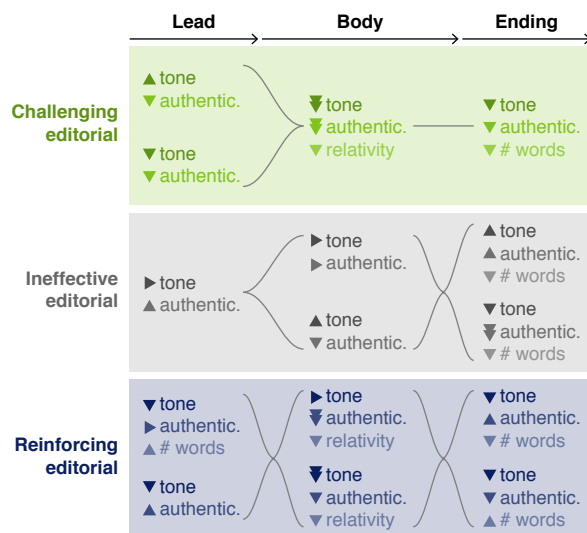 Lead Body Ending
Challenging
editorial
▲ tone
▼ authentic.
▼ tone
▼ authentic.
▼ tone
▼ authentic.
▼ relativity
▼ tone
▼ authentic.
▼ # words
Ineffective
editorial
▶ tone
▲ authentic.
▶ tone
▶ authentic.
▲ tone
▼ authentic.
▲ tone
▲ authentic.
▼ # words
▼ tone
▼ authentic.
▼ # words
Reinforcing
editorial
▼ tone
▶ authentic.
▲ # words
▼ tone
▲ authentic.
▶ tone
▼ authentic.
▼ relativity
▼ tone
▼ authentic.
▼ relativity
▼ tone
▲ authentic.
▼ # words
▼ tone
▼ authentic.
▲ # words